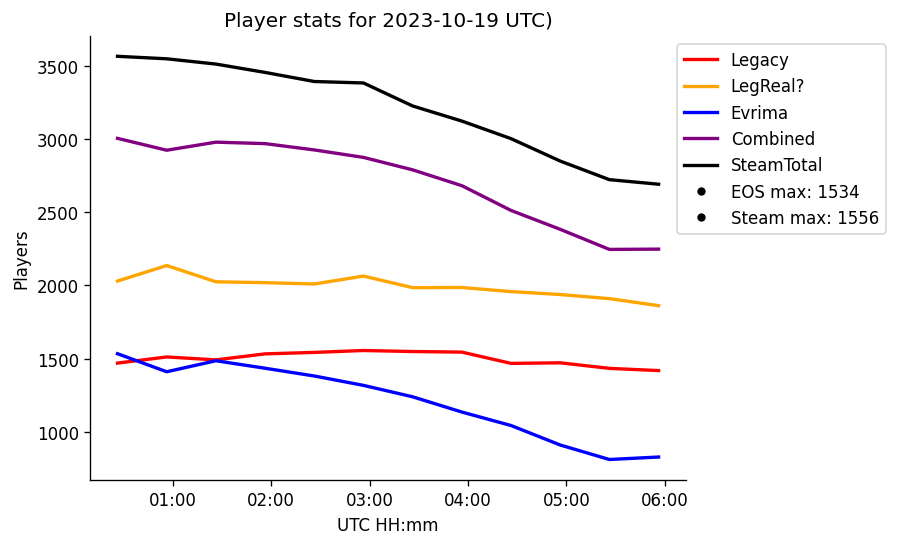 Player stats for 2023-10-19 UTC)
Players
3500
3000
2500
2000
1500
1000
01:00 02:00 03:00 04:00 05:00 06:00
UTC HH:mm
Legacy
LegReal?
Evrima
Combined
SteamTotal
EOS max: 1534
Steam max: 1556